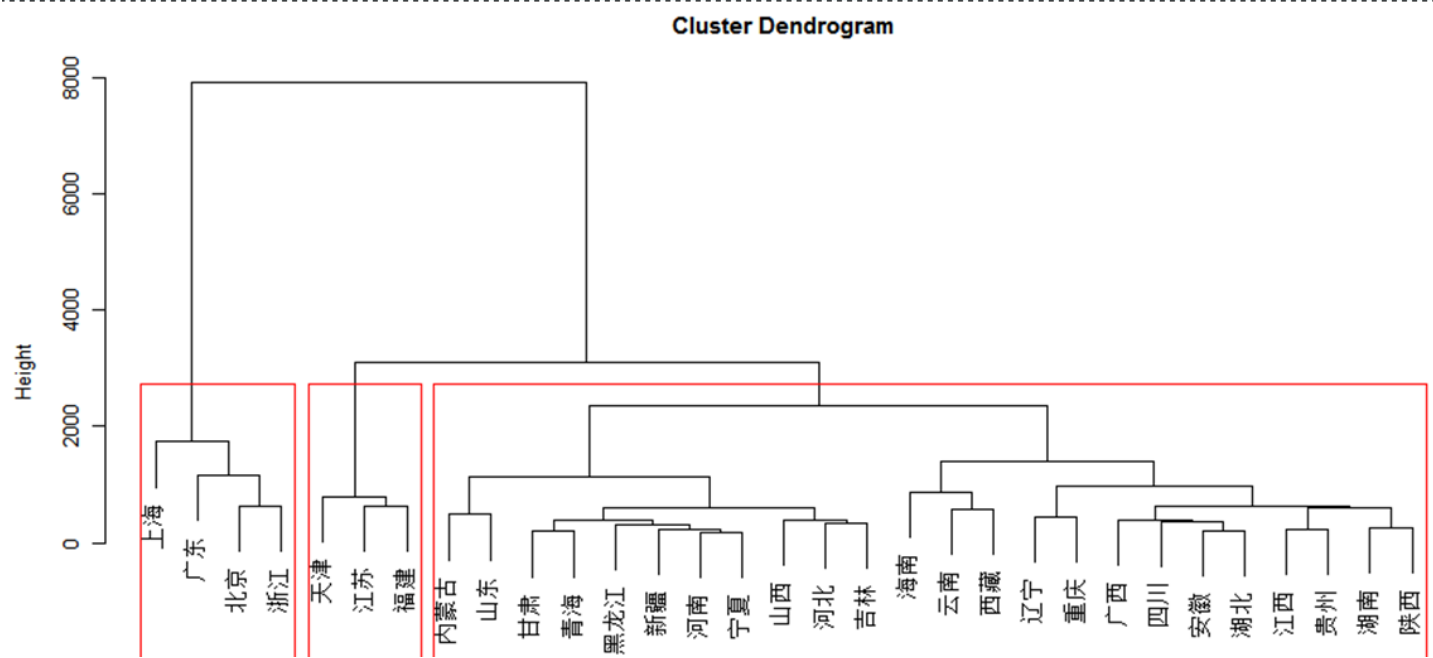 Cluster Dendrogram
Height
8000
6000
4000
2000
0
上海
广东
北京
浙江
天津
江苏
福建
内蒙古
山东
甘肃
青海
黑龙江
新疆
河南
宁夏
山西
河北
吉林
海南
云南
西藏
辽宁
重庆
广西
四川
安徽
湖北
江西
贵州
湖南
陕西